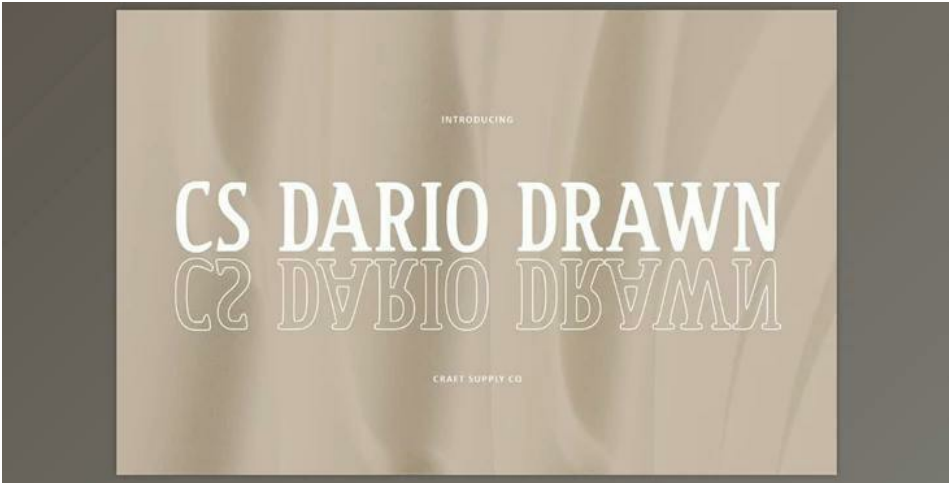 INTRODUCING
CS DARIO DRAWN
CS DARIO DRAWN
CRAFT SUPPLY CO